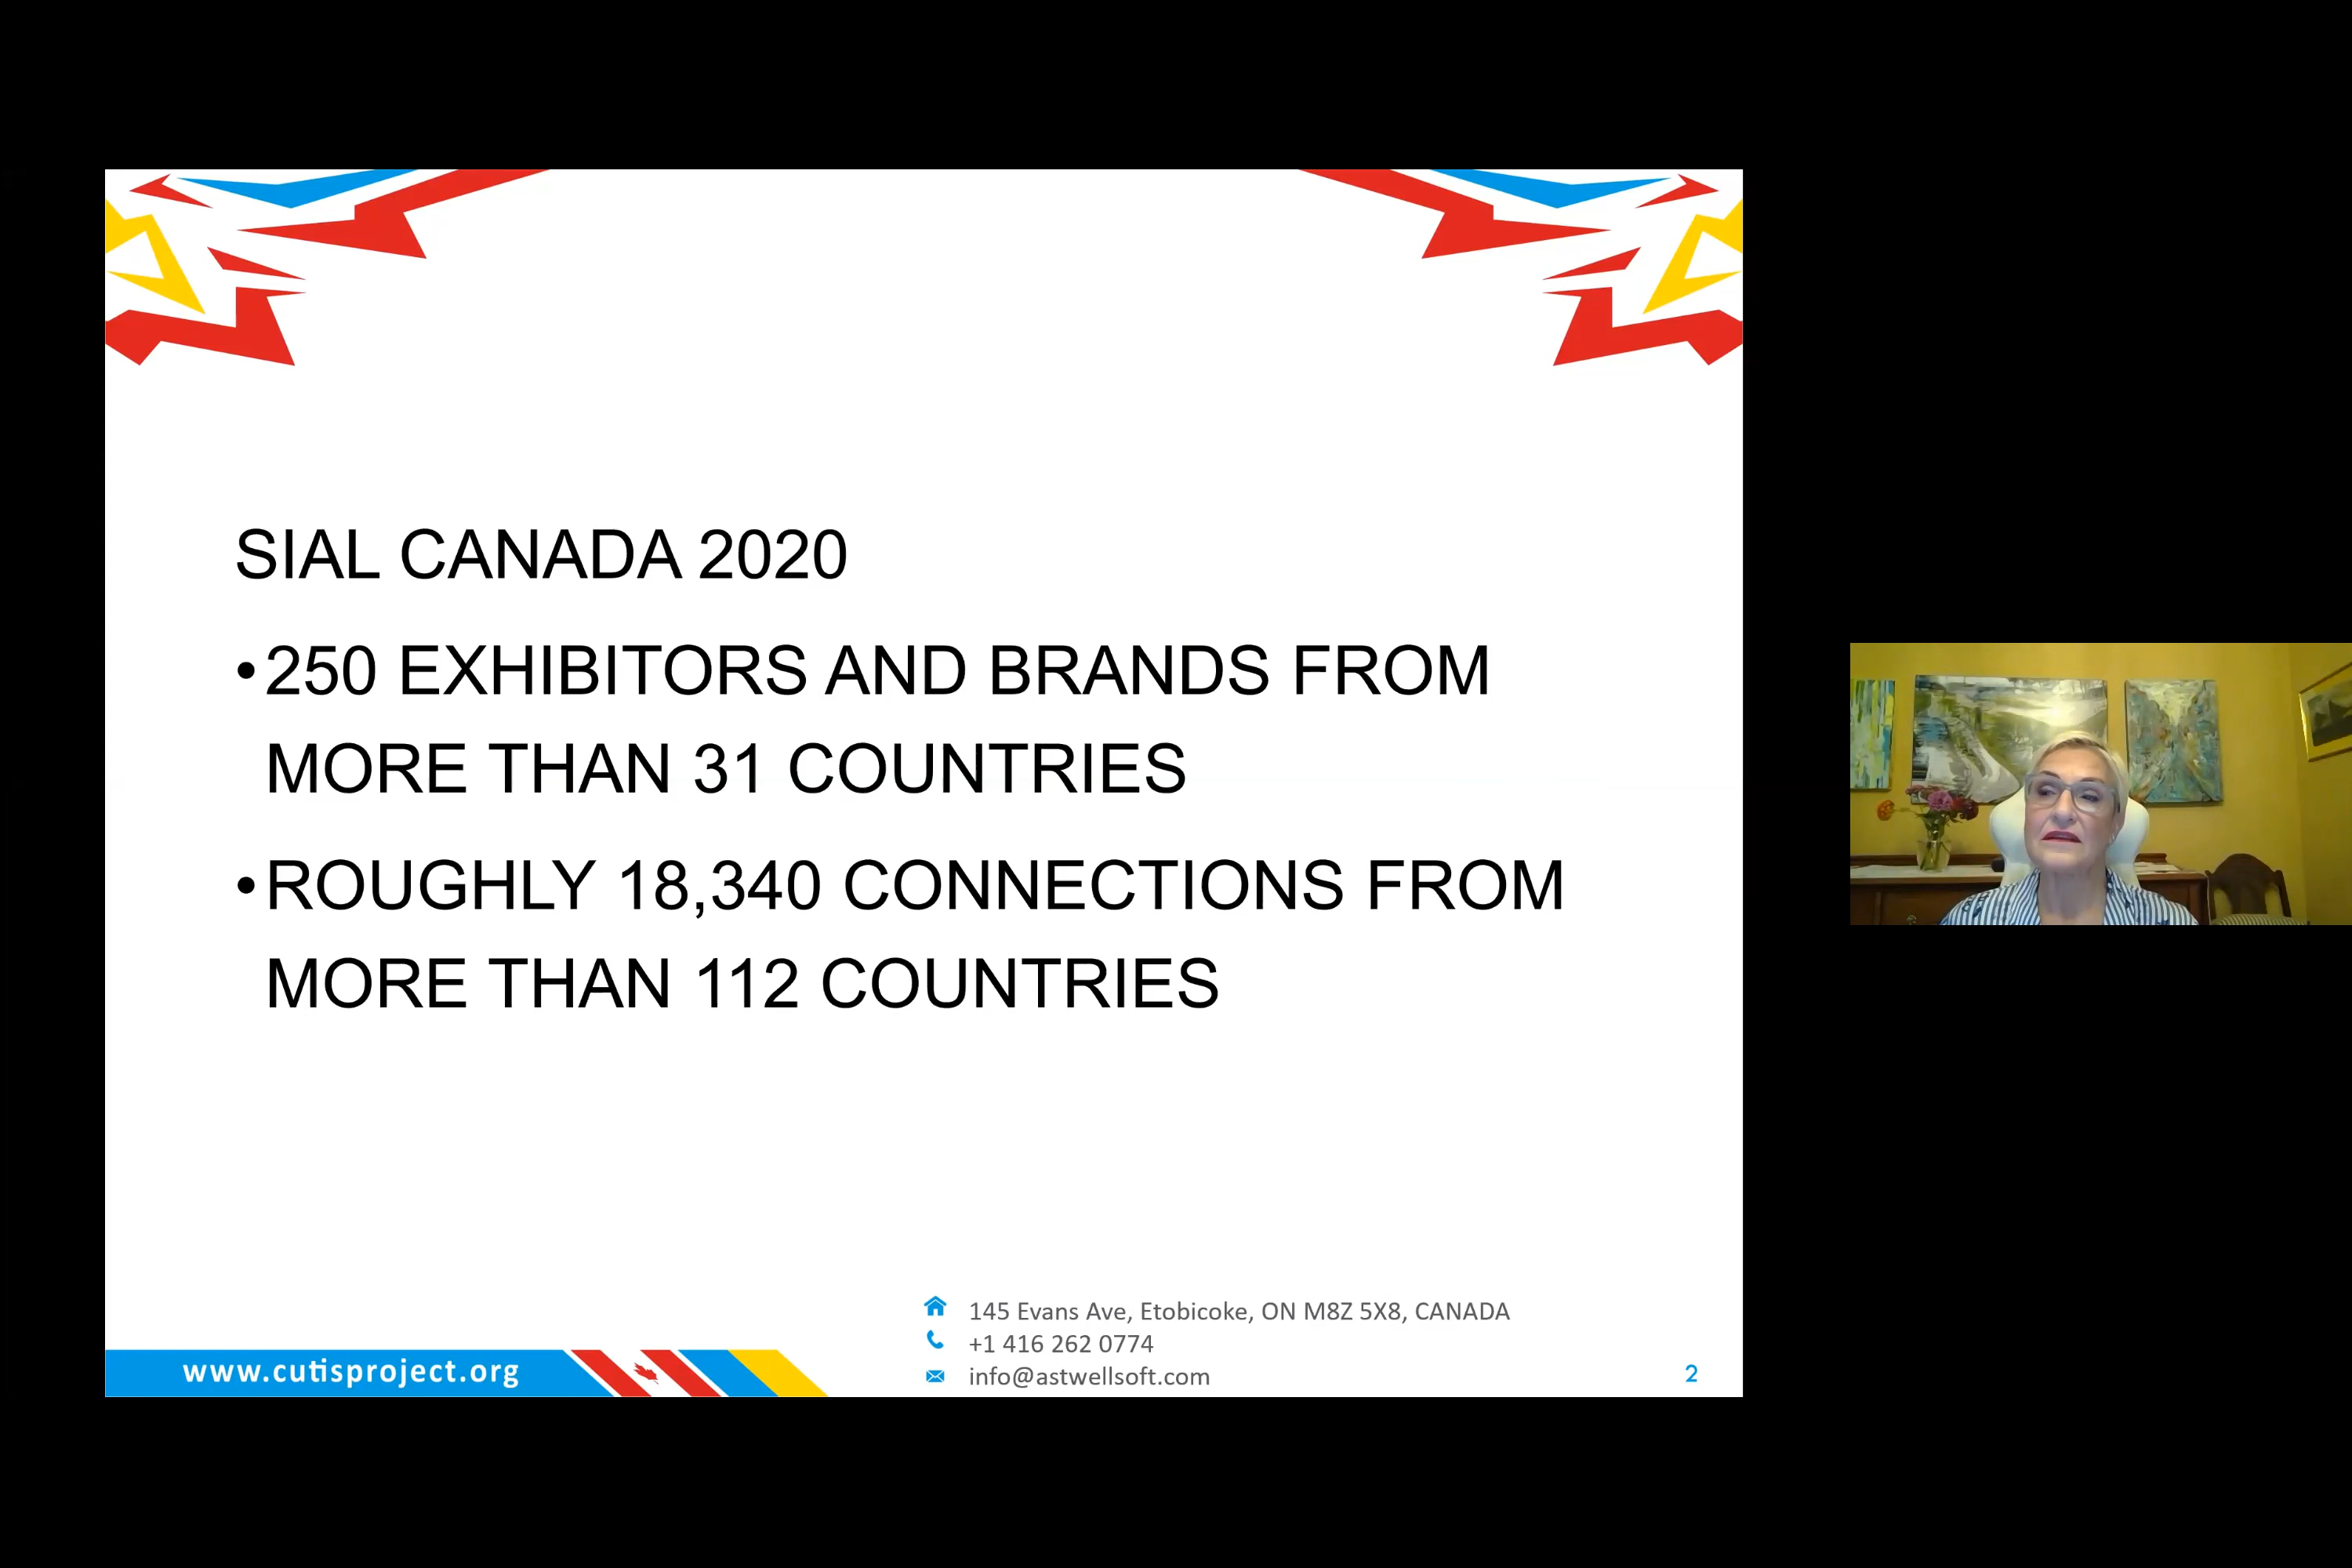 SIAL CANADA 2020
•250 EXHIBITORS AND BRANDS FROM
MORE THAN 31 COUNTRIES
•ROUGHLY 18,340 CONNECTIONS FROM
MORE THAN 112 COUNTRIES
145 Evans Ave, Etobicoke, ON M8Z 5X8, CANADA
+1 416 262 0774
info@astwellsoft.com
www.cutisproject.org
2